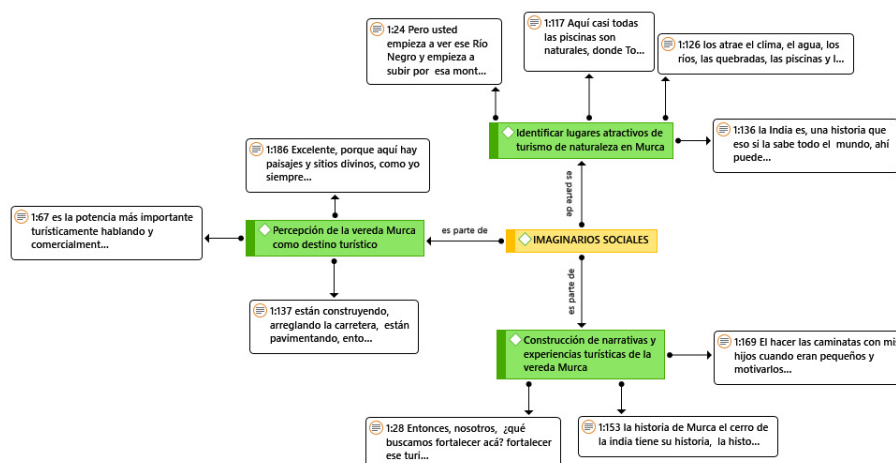 1:24 Pero usted
empieza a ver ese Río
Negro y empieza a
subir por esa mont...
1:117 Aquí casi todas
las piscinas son
naturales, donde To...
1:126 los atrae el clima, el agua, los
ríos, las quebradas, las piscinas y l...
Identificar lugares atractivos de
turismo de naturaleza en Murca
1:136 la India es, una historia que
eso si la sabe todo el mundo, ahí
puede...
1:186 Excelente, porque aquí hay
paisajes y sitios divinos, como yo
siempre...
es parte de
1:67 es la potencia más importante
turísticamente hablando y
comercialment...
Percepción de la vereda Murca
como destino turístico
es parte de
IMAGINARIOS SOCIALES
es parte de
1:137 están construyendo,
arreglando la carretera, están
pavimentando, ento...
Construcción de narrativas y
experiencias turísticas de la
vereda Murca
1:169 El hacer las caminatas con mi
hijos cuando eran pequeños y
motivarlos...
1:28 Entonces, nosotros, ¿qué
buscamos fortalecer acá? fortalecer
ese turi...
1:153 la historia de Murca el cerro de
la india tiene su historia, la histo...